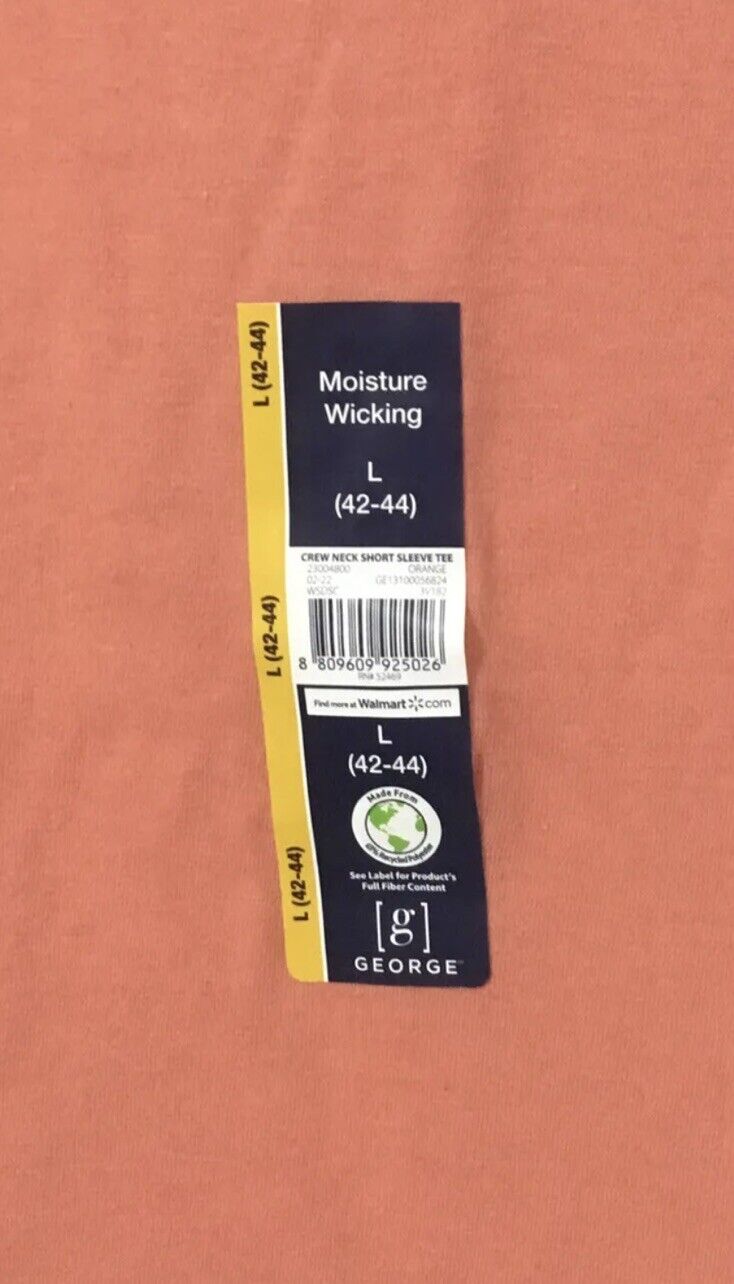 L (42-44)
Moisture
Wicking
L
(42-44)
CREW NECK SHORT SLEEVE TEE
23004800 ORANGE
02-22 GE13100056824
WSDSC
8 809609 925026
RN# 52469
L (42-44)
Find more at Walmart.com
L
(42-44)
Made From
Recycled Polyester
See Label for Product's
Full Fiber Content
L (42-44)
[g]
GEORGE